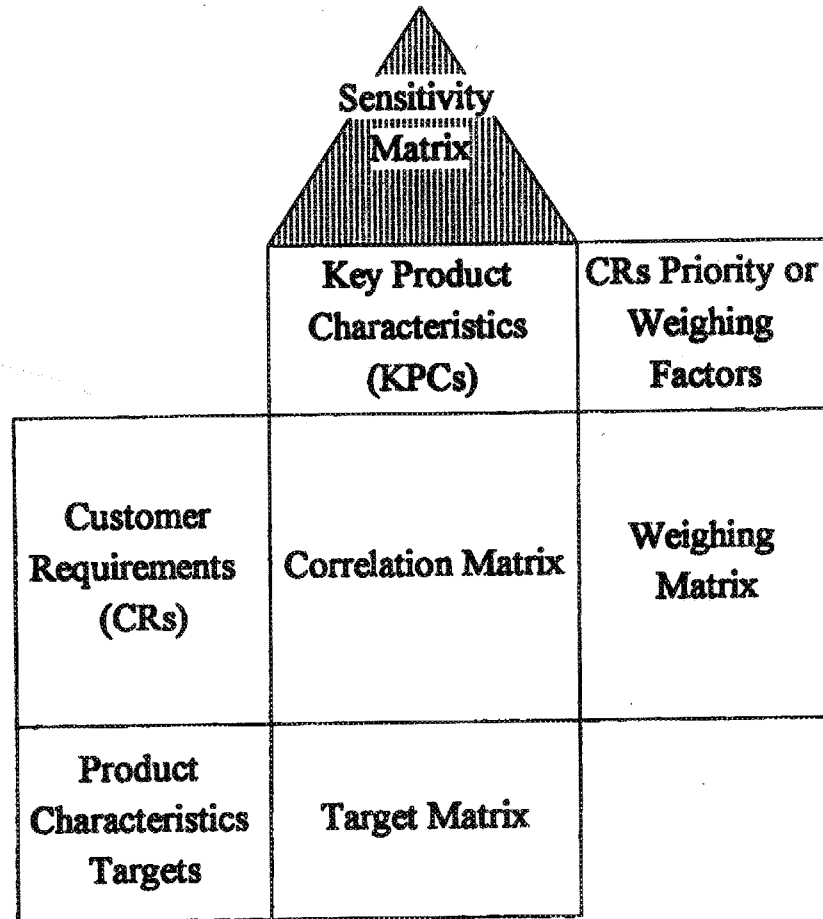 Sensitivity
Matrix
Key Product
Characteristics
(KPCs)
CRs Priority or
Weighing
Factors
Customer
Requirements
(CRs)
Correlation Matrix
Weighing
Matrix
Product
Characteristics
Targets
Target Matrix